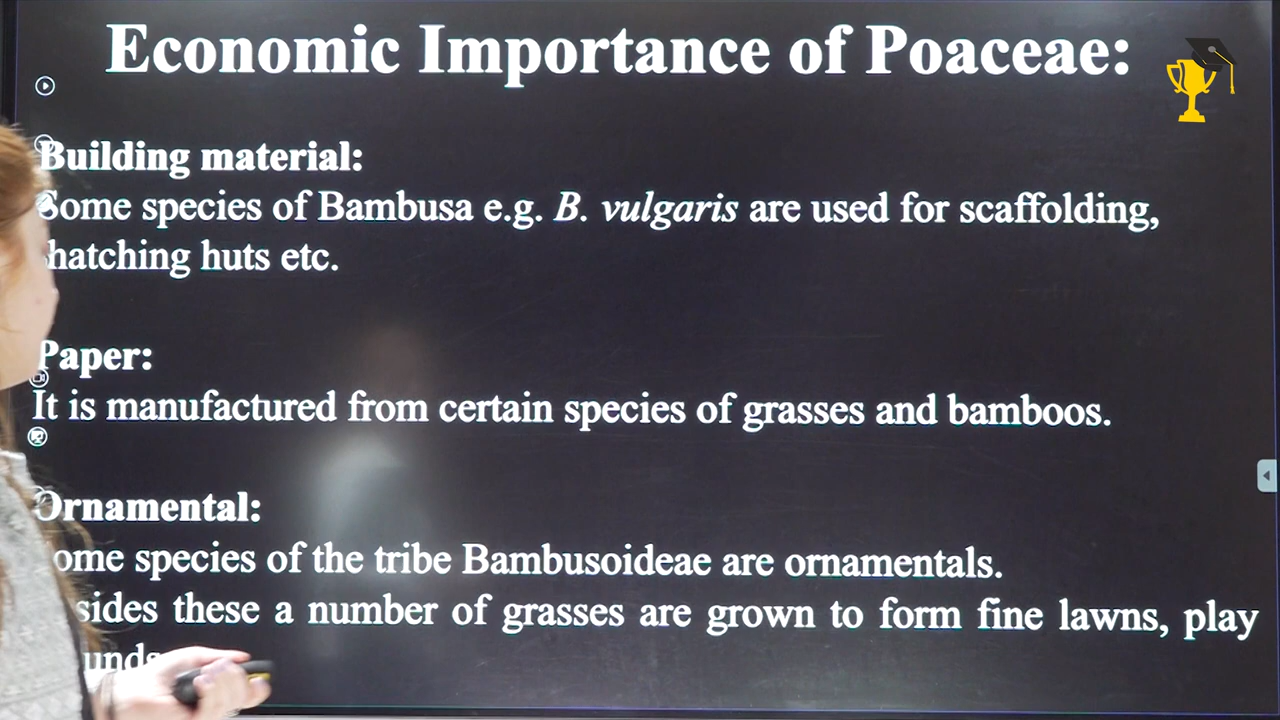 Economic Importance of Poaceae:
Building material:
Some species of Bambusa e.g. B. vulgaris are used for scaffolding,
hatching huts etc.
Paper:
It is manufactured from certain species of grasses and bamboos.
Ornamental:
ome species of the tribe Bambusoideae are ornamentals.
sides these a number of grasses are grown to form fine lawns, play